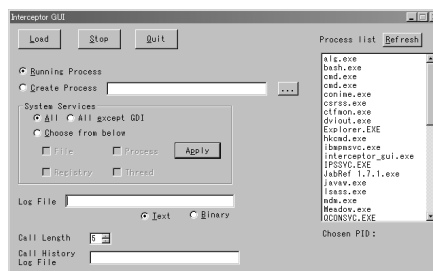 Interceptor GUI
Load Stop Quit
Process list Refresh
Running Process
Create Process ...
System Services
All All except GDI
Choose from below
File Process Apply
Registry Thread
Log File
Text Binary
Call Length 5
Call History
Log File
alg.exe
bash.exe
cmd.exe
cmd.exe
conime.exe
csrss.exe
ctfmon.exe
dviout.exe
Explorer.EXE
hkcmd.exe
ibmpmsvc.exe
interceptor_gui.exe
IPSSVC.EXE
JabRef 1.7.1.exe
javaw.exe
lsass.exe
mdm.exe
Meadow.exe
QCONSVC.EXE
Chosen PID: